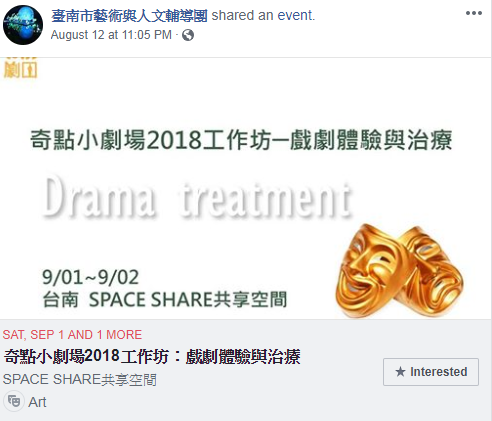 臺南市藝術與人文輔導團 shared an event.
August 12 at 11:05 PM ·
劇団
奇點小劇場2018工作坊─戲劇體驗與治療
Drama treatment
9/01~9/02
台南 SPACE SHARE共享空間
SAT, SEP 1 AND 1 MORE
奇點小劇場2018工作坊：戲劇體驗與治療
SPACE SHARE共享空間
★ Interested
Art